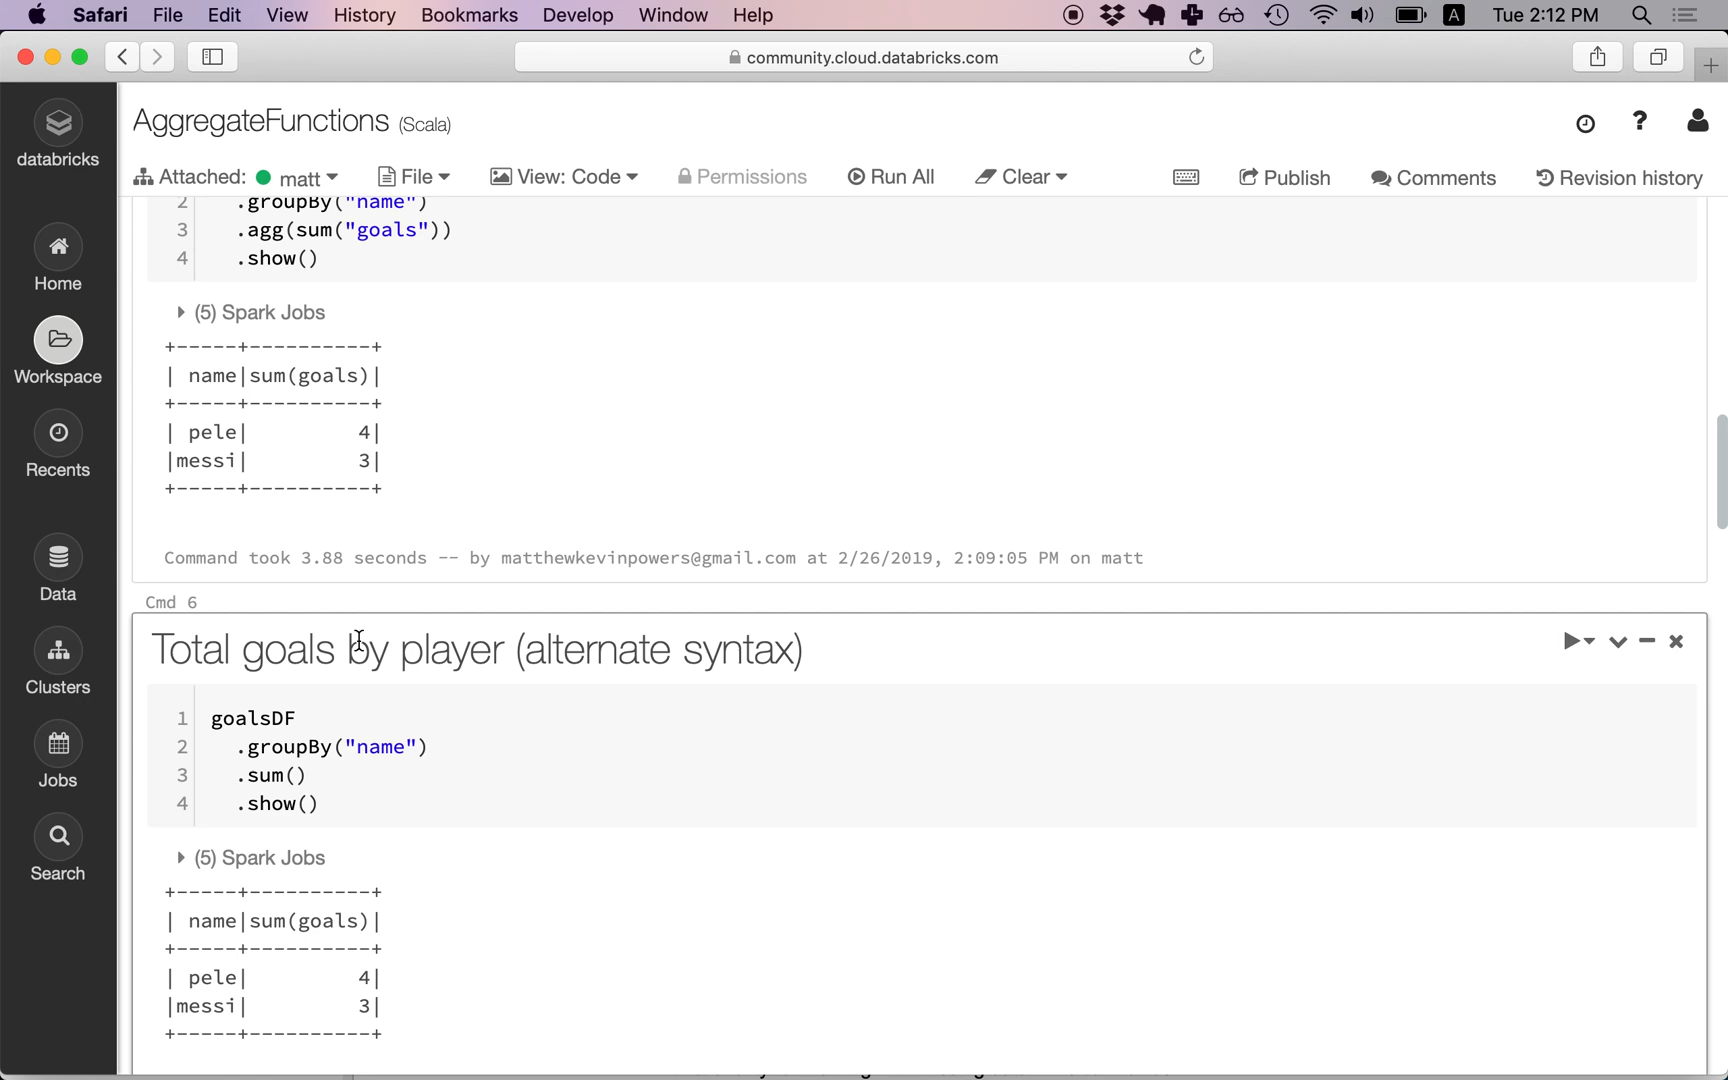 Safari File Edit View History Bookmarks Develop Window Help A Tue 2:12 PM
community.cloud.databricks.com
databricks
Home
Workspace
Recents
Data
Clusters
Jobs
Search
AggregateFunctions (Scala)
?
Attached: matt File View: Code Permissions Run All Clear Publish Comments Revision history
2 .groupBy("name")
3 .agg(sum("goals"))
4 .show()
(5) Spark Jobs
+-----+----------+
| name|sum(goals)|
+-----+----------+
| pele|         4|
|messi|         3|
+-----+----------+
Command took 3.88 seconds -- by matthewkevinpowers@gmail.com at 2/26/2019, 2:09:05 PM on matt
Cmd 6
Total goals by player (alternate syntax)
1 goalsDF
2 .groupBy("name")
3 .sum()
4 .show()
(5) Spark Jobs
+-----+----------+
| name|sum(goals)|
+-----+----------+
| pele|         4|
|messi|         3|
+-----+----------+